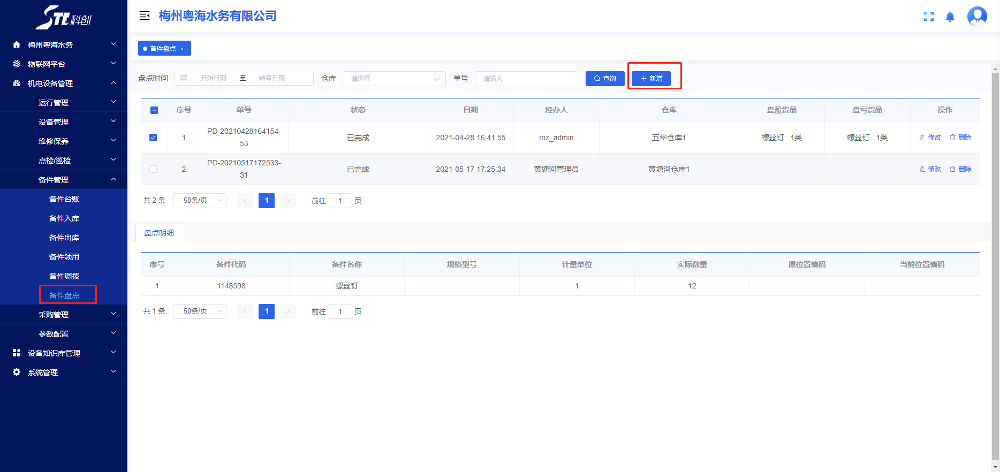 STC科创
梅州粤海水务
物联网平台
机电设备管理
运行管理
设备管理
维修保养
点检/巡检
备件管理
备件台账
备件入库
备件出库
备件领用
备件调拨
备件盘点
采购管理
参数配置
设备知识库管理
系统管理
梅州粤海水务有限公司
备件盘点 ×
盘点时间 开始日期 至 结束日期 仓库 请选择 单号 请输入 查询 新增
序号 单号 状态 日期 经办人 仓库 盘盈货品 盘亏货品 操作
1 PD-20210428164154-53 已完成 2021-04-28 16:41:55 mz_admin 五华仓库1 螺丝钉...1类 螺丝钉...1类 修改 删除
2 PD-20210517172533-31 已完成 2021-05-17 17:25:34 黄塘河管理员 黄塘河仓库1 修改 删除
共 2 条 50条/页 1 前往 1 页
盘点明细
序号 备件代码 备件名称 规格型号 计量单位 实际数量 原位置编码 当前位置编码
1 1148598 螺丝钉 1 12
共 1 条 50条/页 1 前往 1 页